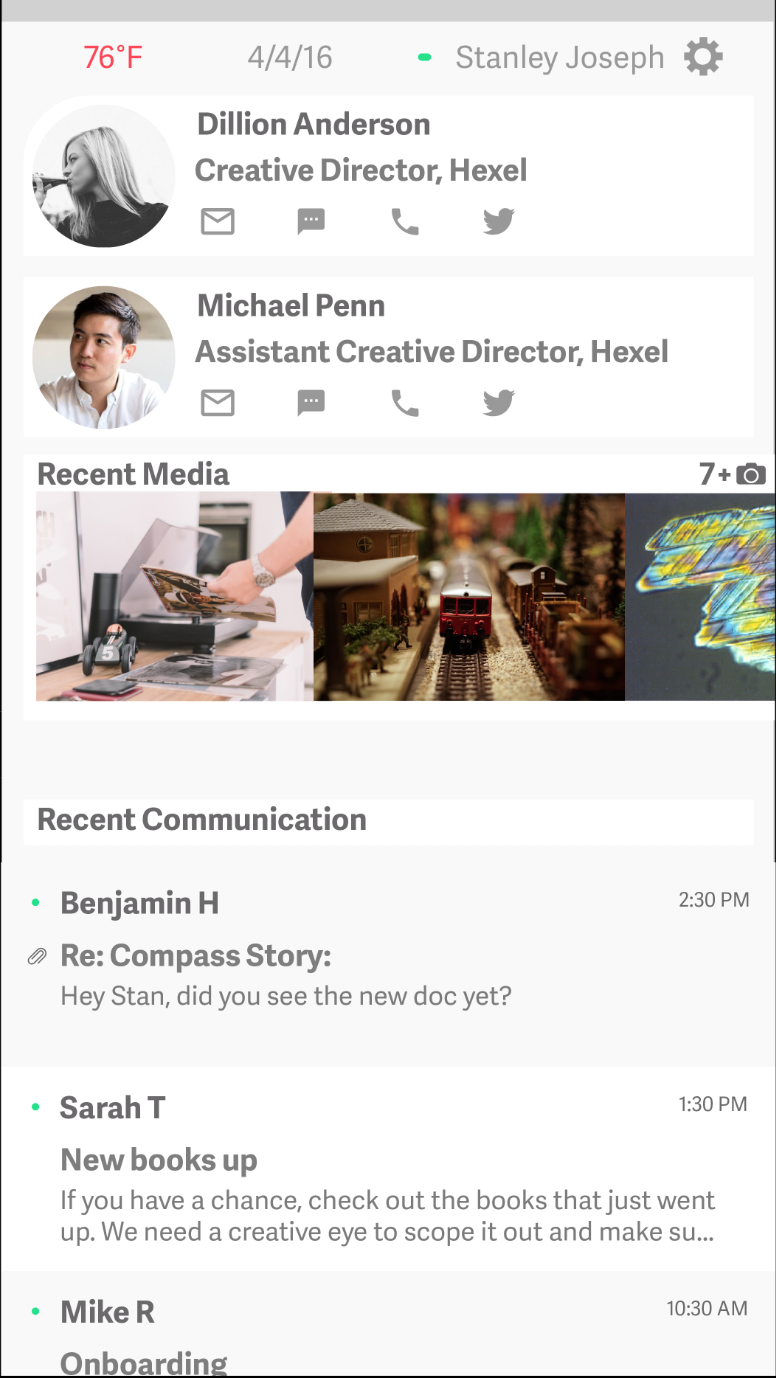 76°F 4/4/16 Stanley Joseph
Dillion Anderson
Creative Director, Hexel
Michael Penn
Assistant Creative Director, Hexel
Recent Media 7+
5
Recent Communication
Benjamin H 2:30 PM
Re: Compass Story:
Hey Stan, did you see the new doc yet?
Sarah T 1:30 PM
New books up
If you have a chance, check out the books that just went
up. We need a creative eye to scope it out and make su...
Mike R 10:30 AM
Onboarding